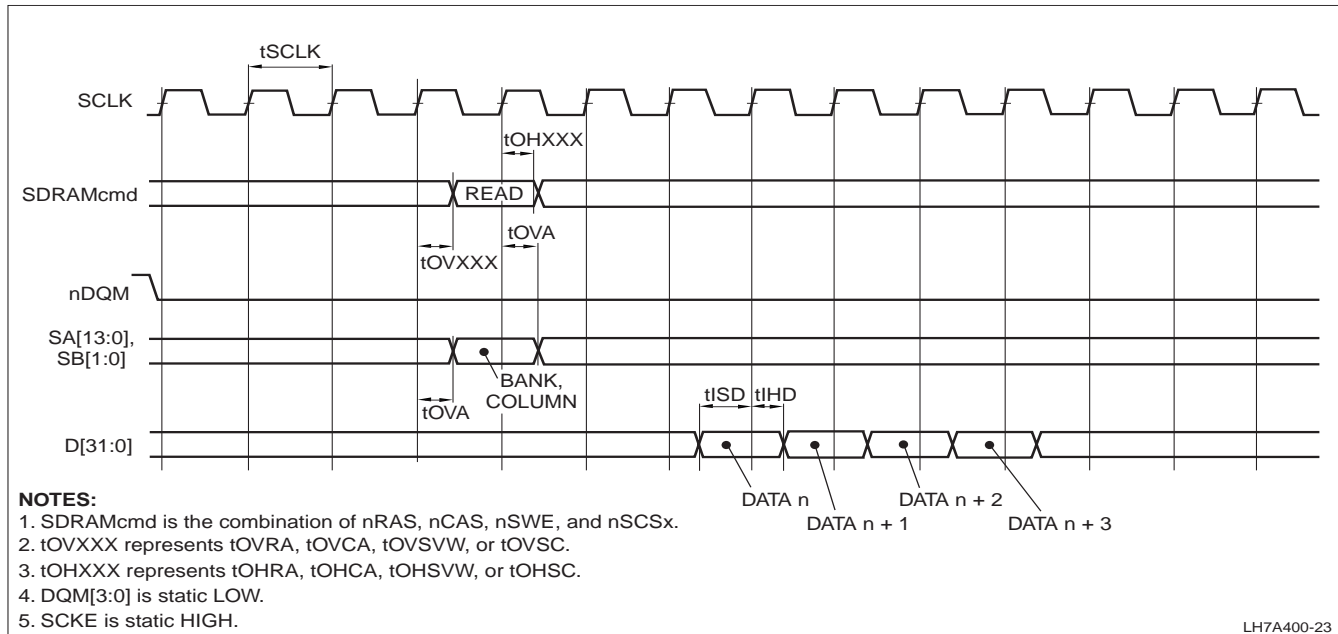 tSCLK
SCLK
tOHXXX
SDRAMcmd
READ
tOVXXX
tOVA
nDQM
SA[13:0],
SB[1:0]
BANK,
COLUMN
tOVA
tISD
tIHD
D[31:0]
DATA n
DATA n + 1
DATA n + 2
DATA n + 3
NOTES:
1. SDRAMcmd is the combination of nRAS, nCAS, nSWE, and nSCSx.
2. tOVXXX represents tOVRA, tOVCA, tOVSVW, or tOVSC.
3. tOHXXX represents tOHRA, tOHCA, tOHSVW, or tOHSC.
4. DQM[3:0] is static LOW.
5. SCKE is static HIGH.
LH7A400-23